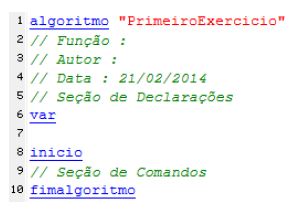 1 algoritmo "PrimeiroExercicio"
2 // Função :
3 // Autor :
4 // Data : 21/02/2014
5 // Seção de Declarações
6 var
7
8 inicio
9 // Seção de Comandos
10 fimalgoritmo